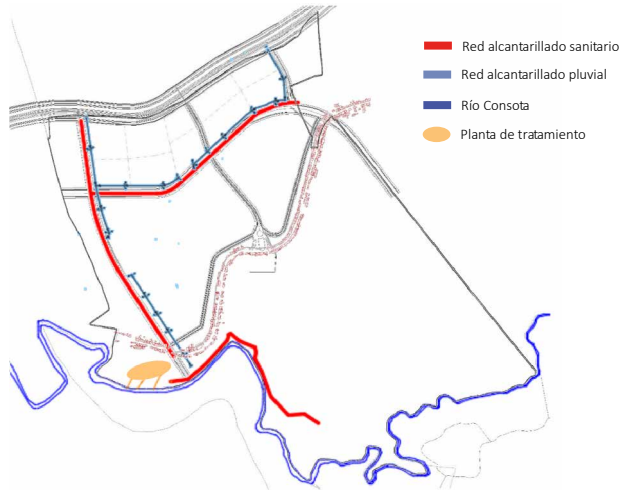 Red alcantarillado sanitario
Red alcantarillado pluvial
Río Consota
Planta de tratamiento